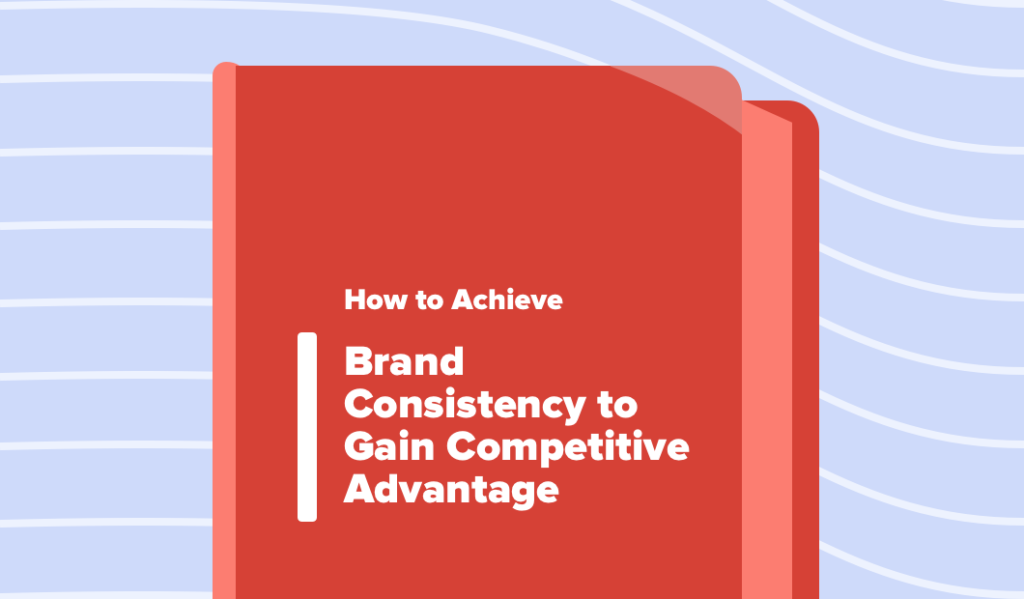 How to Achieve
Brand
Consistency to
Gain Competitive
Advantage